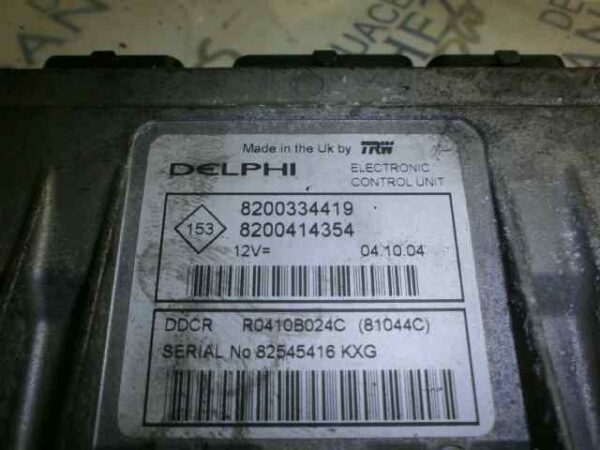 Made in the Uk by TRW
DELPHI ELECTRONIC
CONTROL UNIT
8200334419
153 8200414354
12V= 04.10.04
DDCR R0410B024C (81044C)
SERIAL No 82545416 KXG